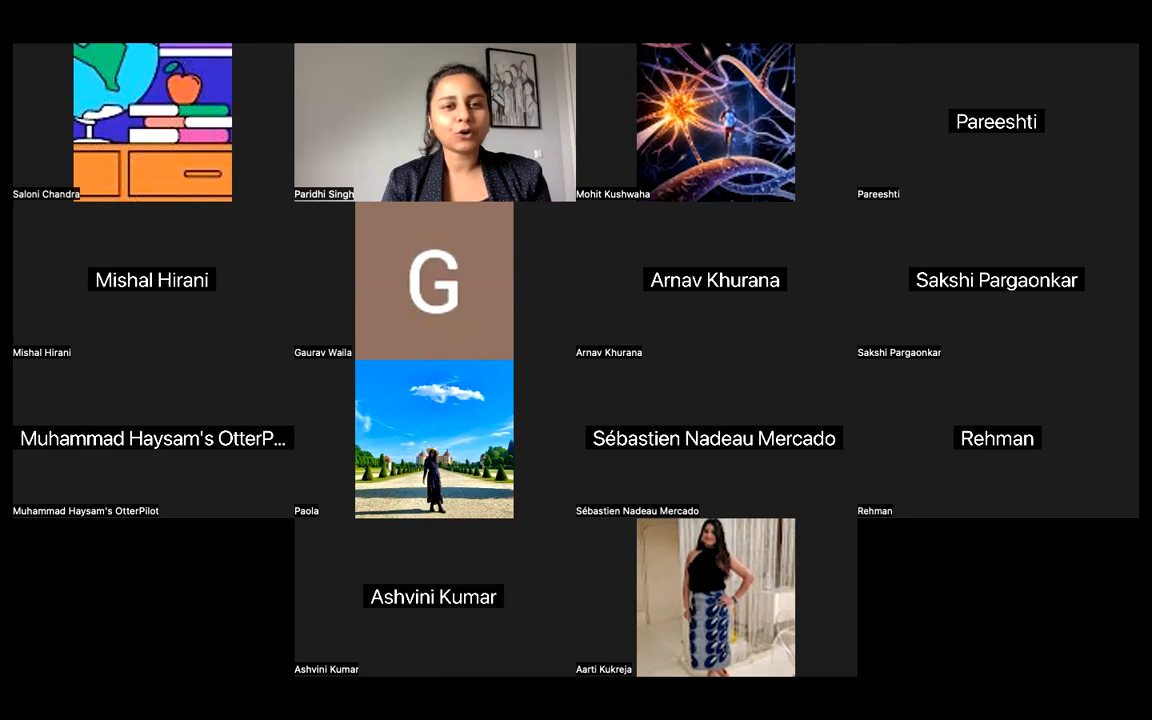 Saloni Chandra
Paridhi Singh
Mohit Kushwaha
Pareeshti
Pareeshti
Mishal Hirani
Mishal Hirani
G
Gaurav Waila
Arnav Khurana
Arnav Khurana
Sakshi Pargaonkar
Sakshi Pargaonkar
Muhammad Haysam's OtterP...
Muhammad Haysam's OtterPilot
Paola
Sébastien Nadeau Mercado
Sébastien Nadeau Mercado
Rehman
Rehman
Ashvini Kumar
Ashvini Kumar
Aarti Kukreja